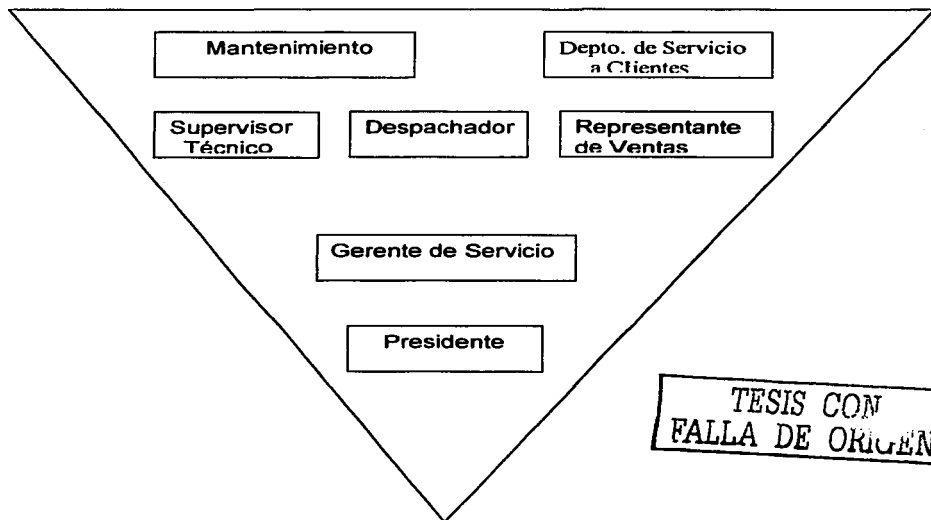 Mantenimiento
Depto. de Servicio
a Clientes
Supervisor
Técnico
Despachador
Representante
de Ventas
Gerente de Servicio
Presidente
TESIS CON
FALLA DE ORIGEN